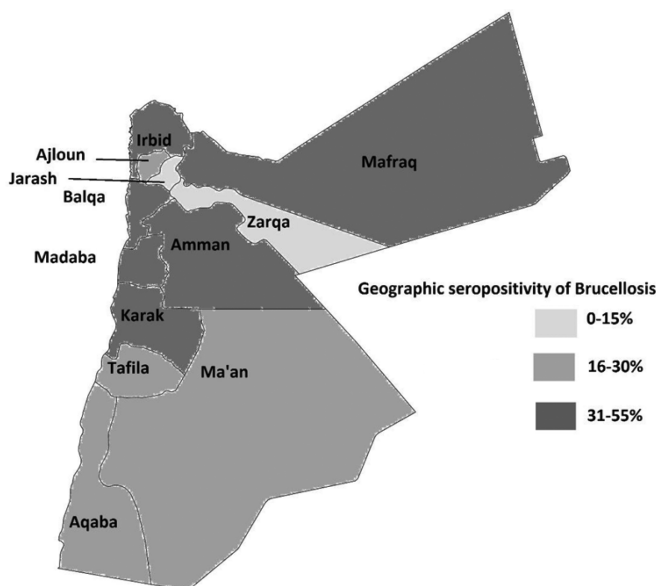 Irbid
Ajloun
Mafraq
Jarash
Balqa
Zarqa
Amman
Madaba
Geographic seropositivity of Brucellosis
0-15%
Karak
16-30%
Tafila
Ma'an
31-55%
Aqaba